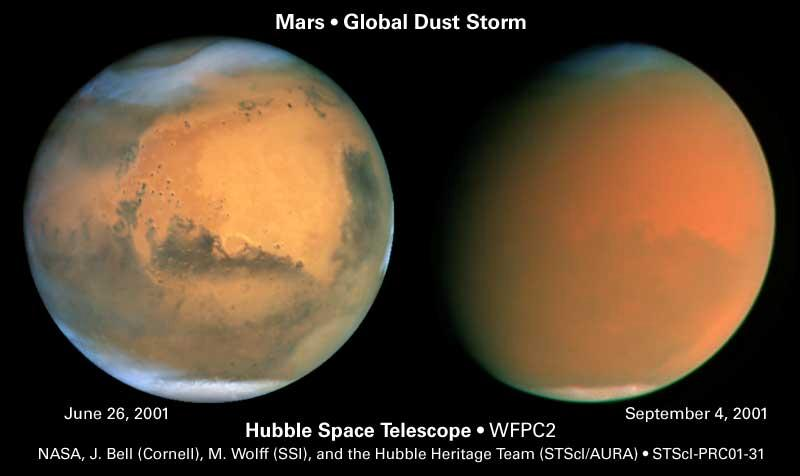 Mars • Global Dust Storm
June 26, 2001
September 4, 2001
Hubble Space Telescope • WFPC2
NASA, J. Bell (Cornell), M. Wolff (SSI), and the Hubble Heritage Team (STScI/AURA) • STScI-PRC01-31